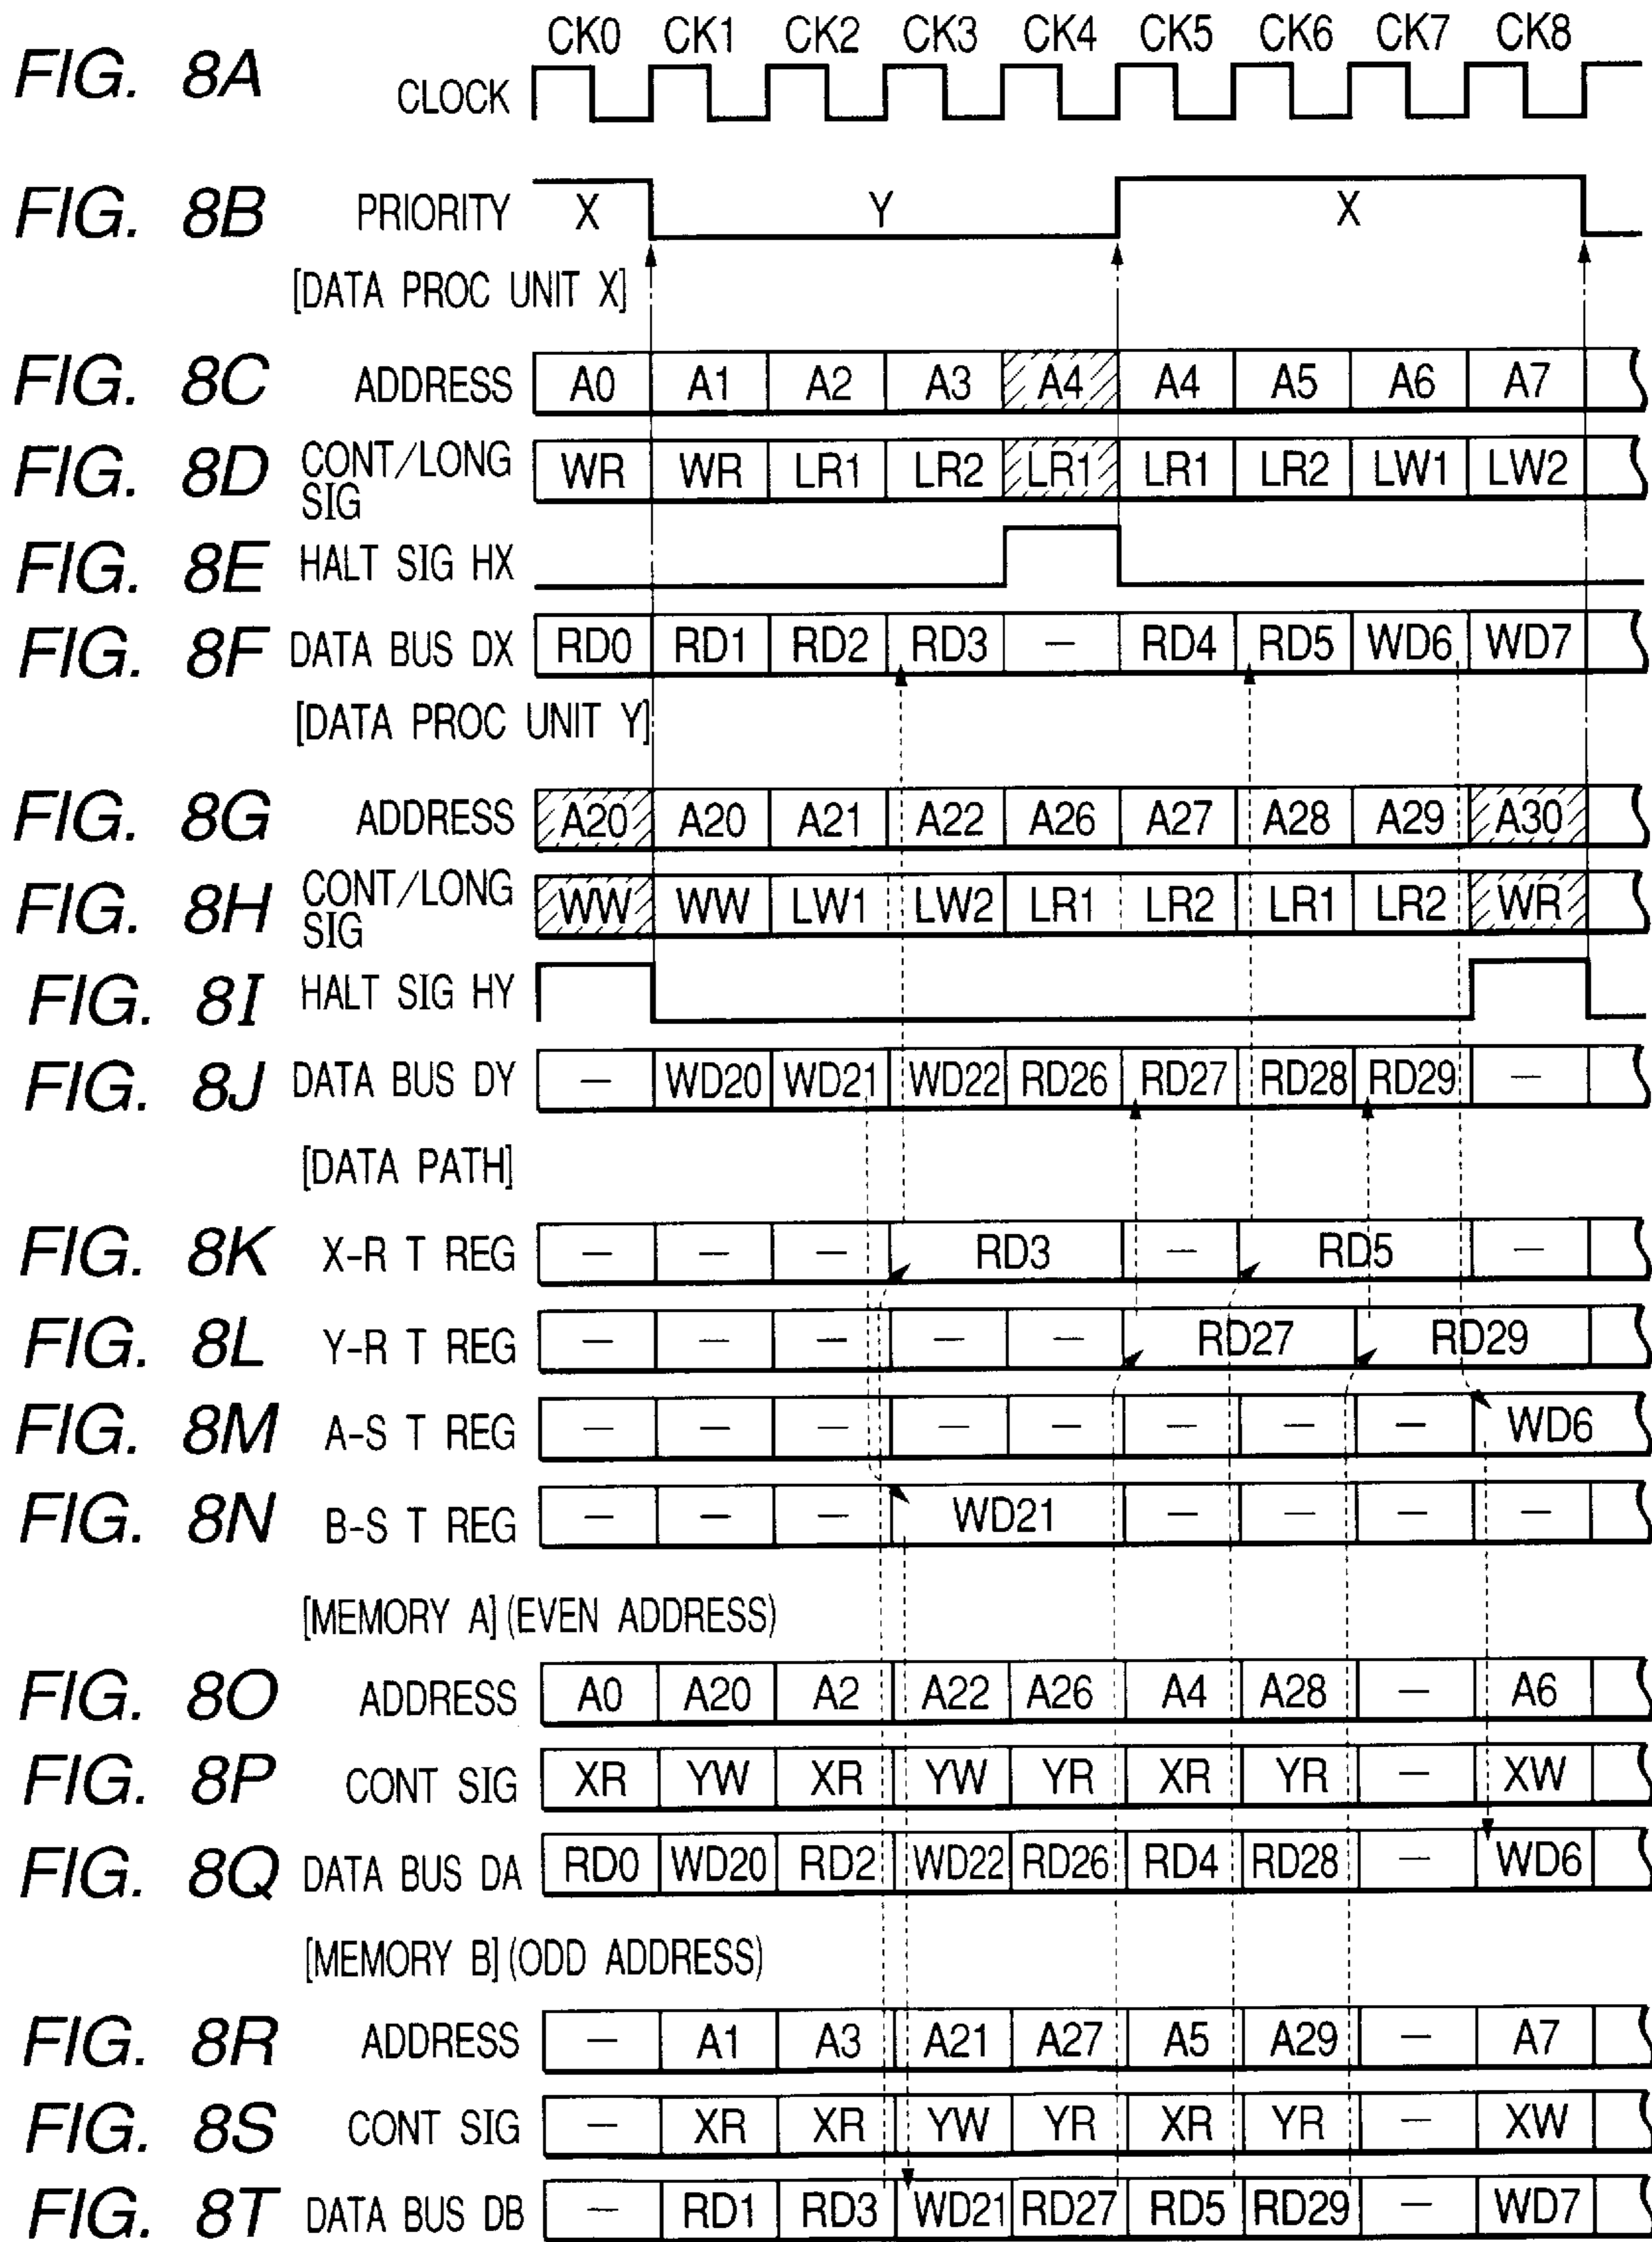 CK0 CK1 CK2 CK3 CK4 CK5 CK6 CK7 CK8
FIG. 8A CLOCK
FIG. 8B PRIORITY X Y X
[DATA PROC UNIT X]
FIG. 8C ADDRESS A0 A1 A2 A3 A4 A4 A5 A6 A7
FIG. 8D CONT/LONG SIG WR WR LR1 LR2 LR1 LR1 LR2 LW1 LW2
FIG. 8E HALT SIG HX
FIG. 8F DATA BUS DX RD0 RD1 RD2 RD3 – RD4 RD5 WD6 WD7
[DATA PROC UNIT Y]
FIG. 8G ADDRESS A20 A20 A21 A22 A26 A27 A28 A29 A30
FIG. 8H CONT/LONG SIG WW WW LW1 LW2 LR1 LR2 LR1 LR2 WR
FIG. 8I HALT SIG HY
FIG. 8J DATA BUS DY – WD20 WD21 WD22 RD26 RD27 RD28 RD29 –
[DATA PATH]
FIG. 8K X-R T REG – – – RD3 – RD5 –
FIG. 8L Y-R T REG – – – – – RD27 RD29
FIG. 8M A-S T REG – – – – – – – – WD6
FIG. 8N B-S T REG – – – WD21 – – – –
[MEMORY A] (EVEN ADDRESS)
FIG. 8O ADDRESS A0 A20 A2 A22 A26 A4 A28 – A6
FIG. 8P CONT SIG XR YW XR YW YR XR YR – XW
FIG. 8Q DATA BUS DA RD0 WD20 RD2 WD22 RD26 RD4 RD28 – WD6
[MEMORY B] (ODD ADDRESS)
FIG. 8R ADDRESS – A1 A3 A21 A27 A5 A29 – A7
FIG. 8S CONT SIG – XR XR YW YR XR YR – XW
FIG. 8T DATA BUS DB – RD1 RD3 WD21 RD27 RD5 RD29 – WD7